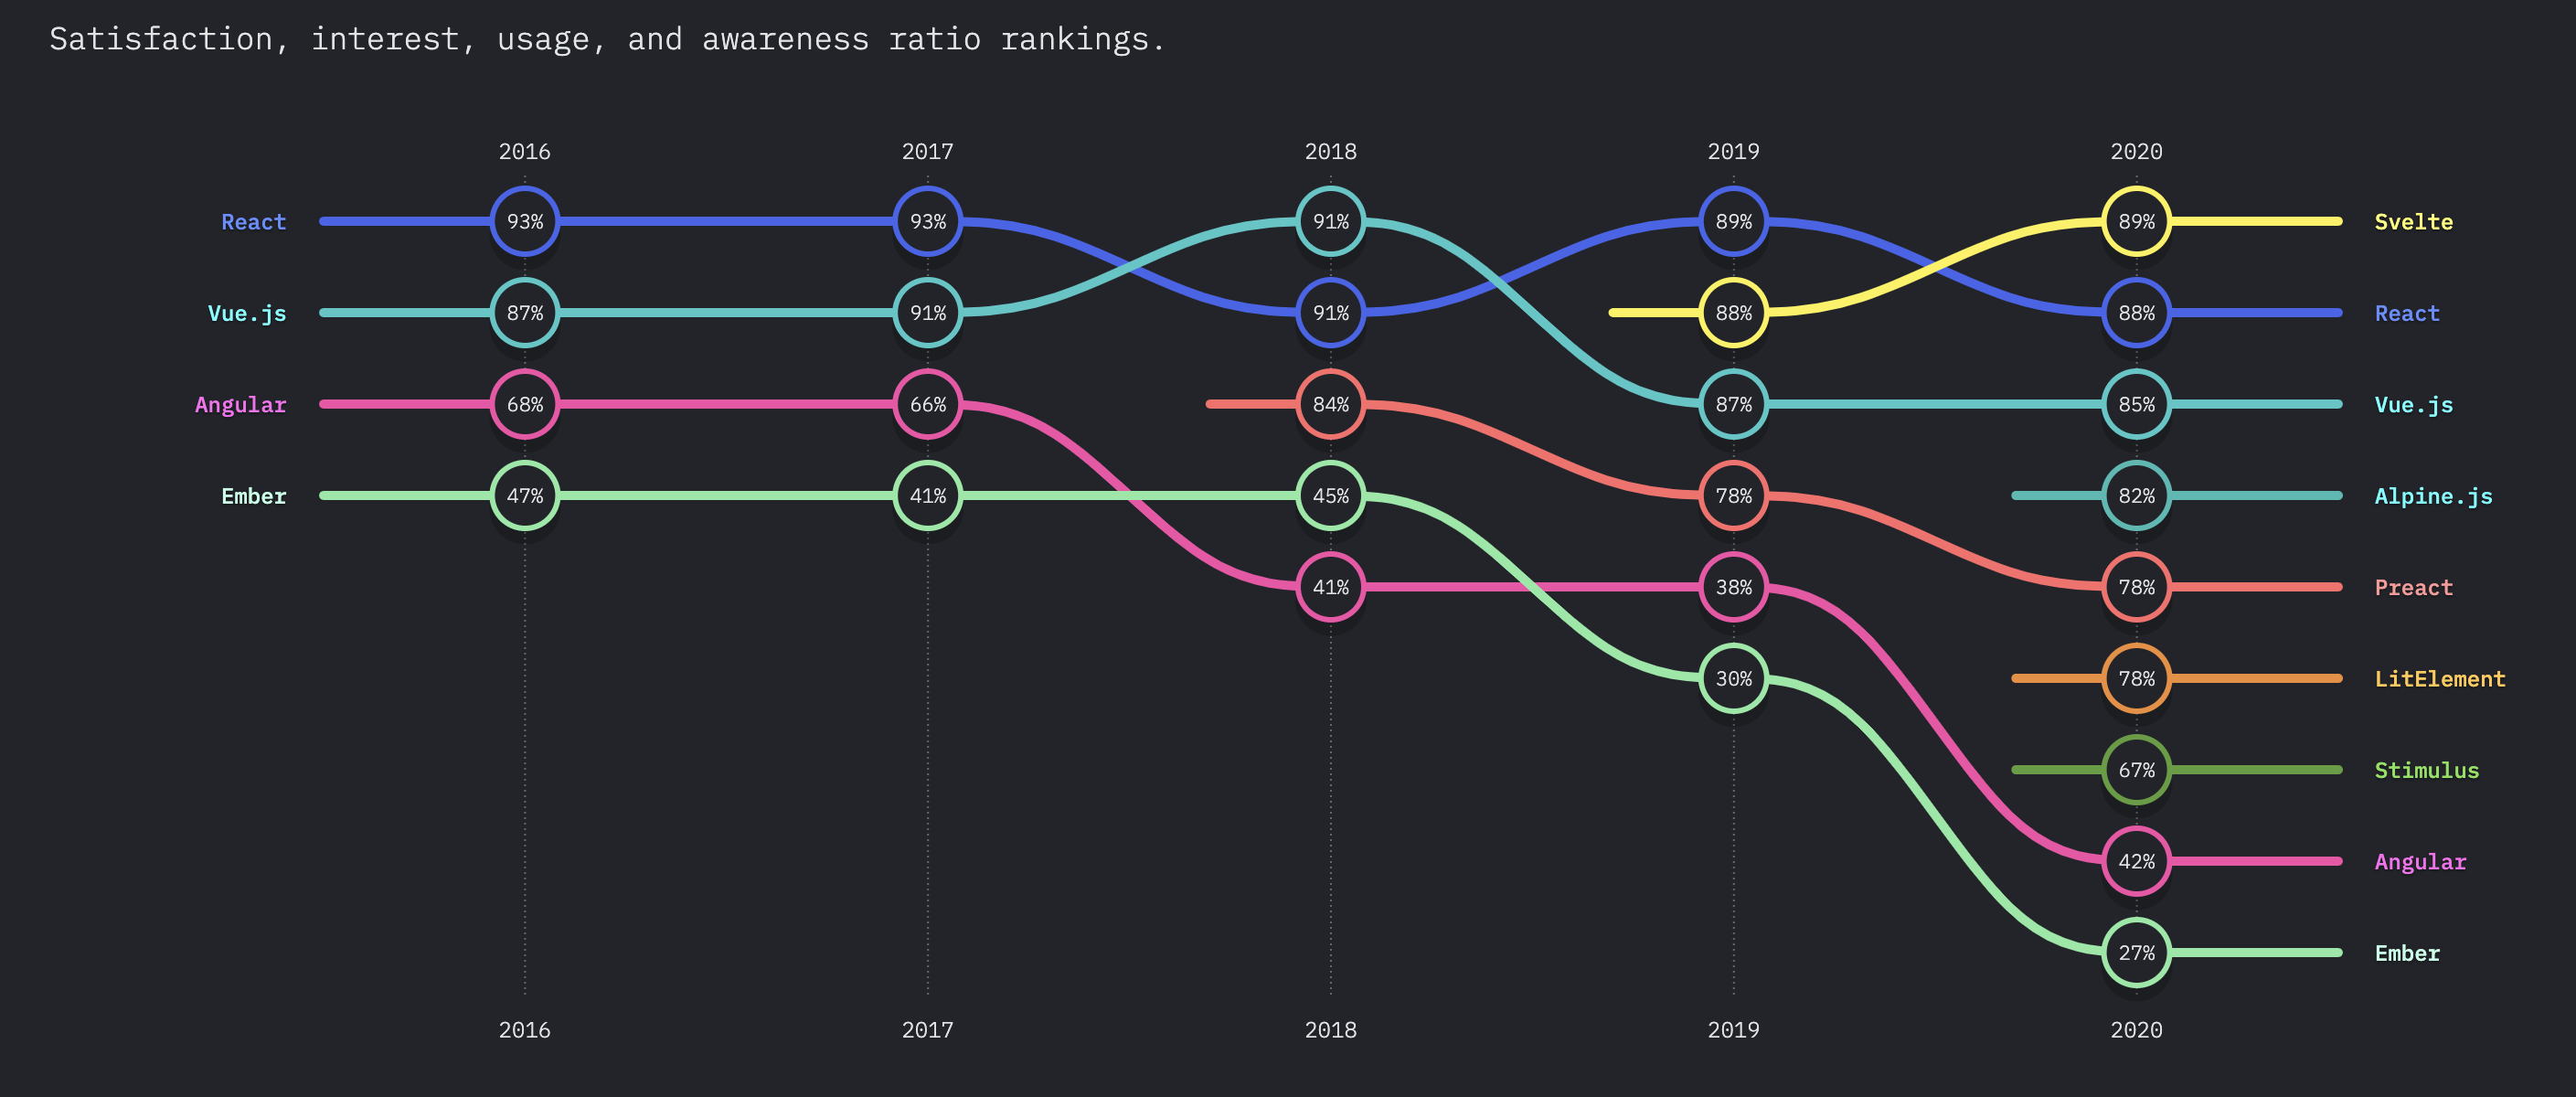 Satisfaction, interest, usage, and awareness ratio rankings.
2016 2017 2018 2019 2020
React 93% 93% 91% 89% 89% Svelte
Vue.js 87% 91% 91% 88% 88% React
Angular 68% 66% 84% 87% 85% Vue.js
Ember 47% 41% 45% 78% 82% Alpine.js
41% 38% 78% Preact
30% 78% LitElement
67% Stimulus
42% Angular
27% Ember
2016 2017 2018 2019 2020